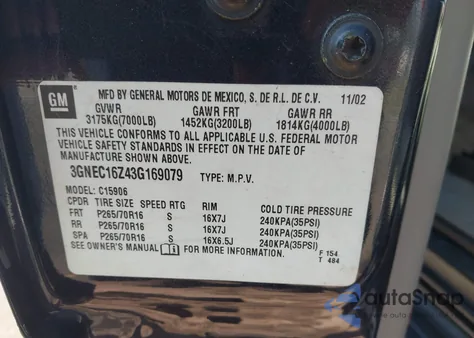 GM
MFD BY GENERAL MOTORS DE MEXICO, S. DE R.L. DE C.V. 11/02
GVWR GAWR FRT GAWR RR
3175KG(7000LB) 1452KG(3200LB) 1814KG(4000LB)
THIS VEHICLE CONFORMS TO ALL APPLICABLE U.S. FEDERAL MOTOR
VEHICLE SAFETY STANDARDS IN EFFECT ON THE DATE OF
MANUFACTURE SHOWN ABOVE.
3GNEC16Z43G169079 TYPE: M.P.V.
MODEL: C15906
CPDR TIRE SIZE SPEED RTG RIM COLD TIRE PRESSURE
FRT P265/70R16 S 16X7J 240KPA(35PSI)
RR P265/70R16 S 16X7J 240KPA(35PSI)
SPA P265/70R16 S 16X6.5J 240KPA(35PSI)
SEE OWNER'S MANUAL FOR MORE INFORMATION.
F 154
T 484
autaSnap